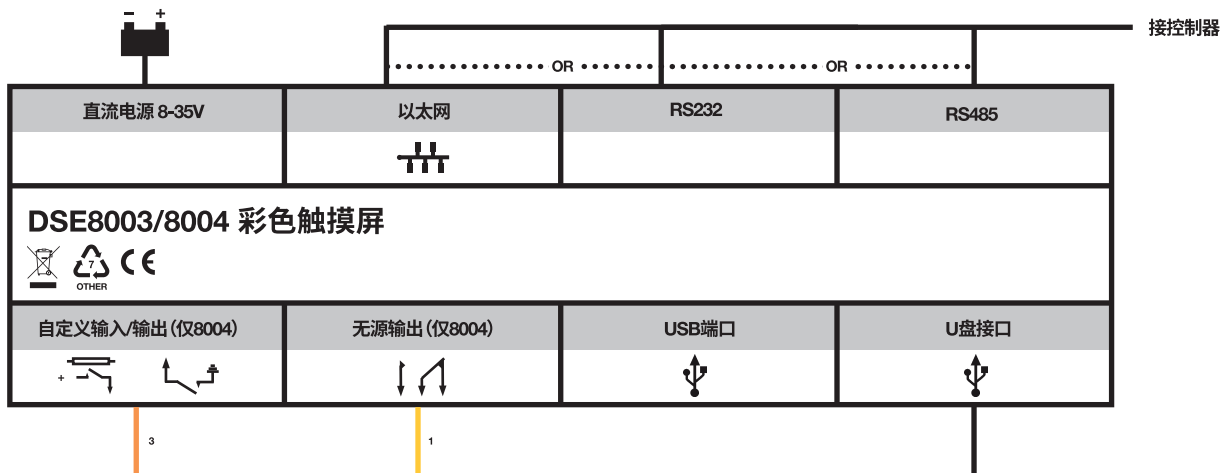 - +
接控制器
OR OR
直流电源 8-35V
以太网
RS232
RS485
DSE8003/8004 彩色触摸屏
7
OTHER
CE
自定义输入/输出(仅8004)
无源输出(仅8004)
USB端口
U盘接口
+
3
1